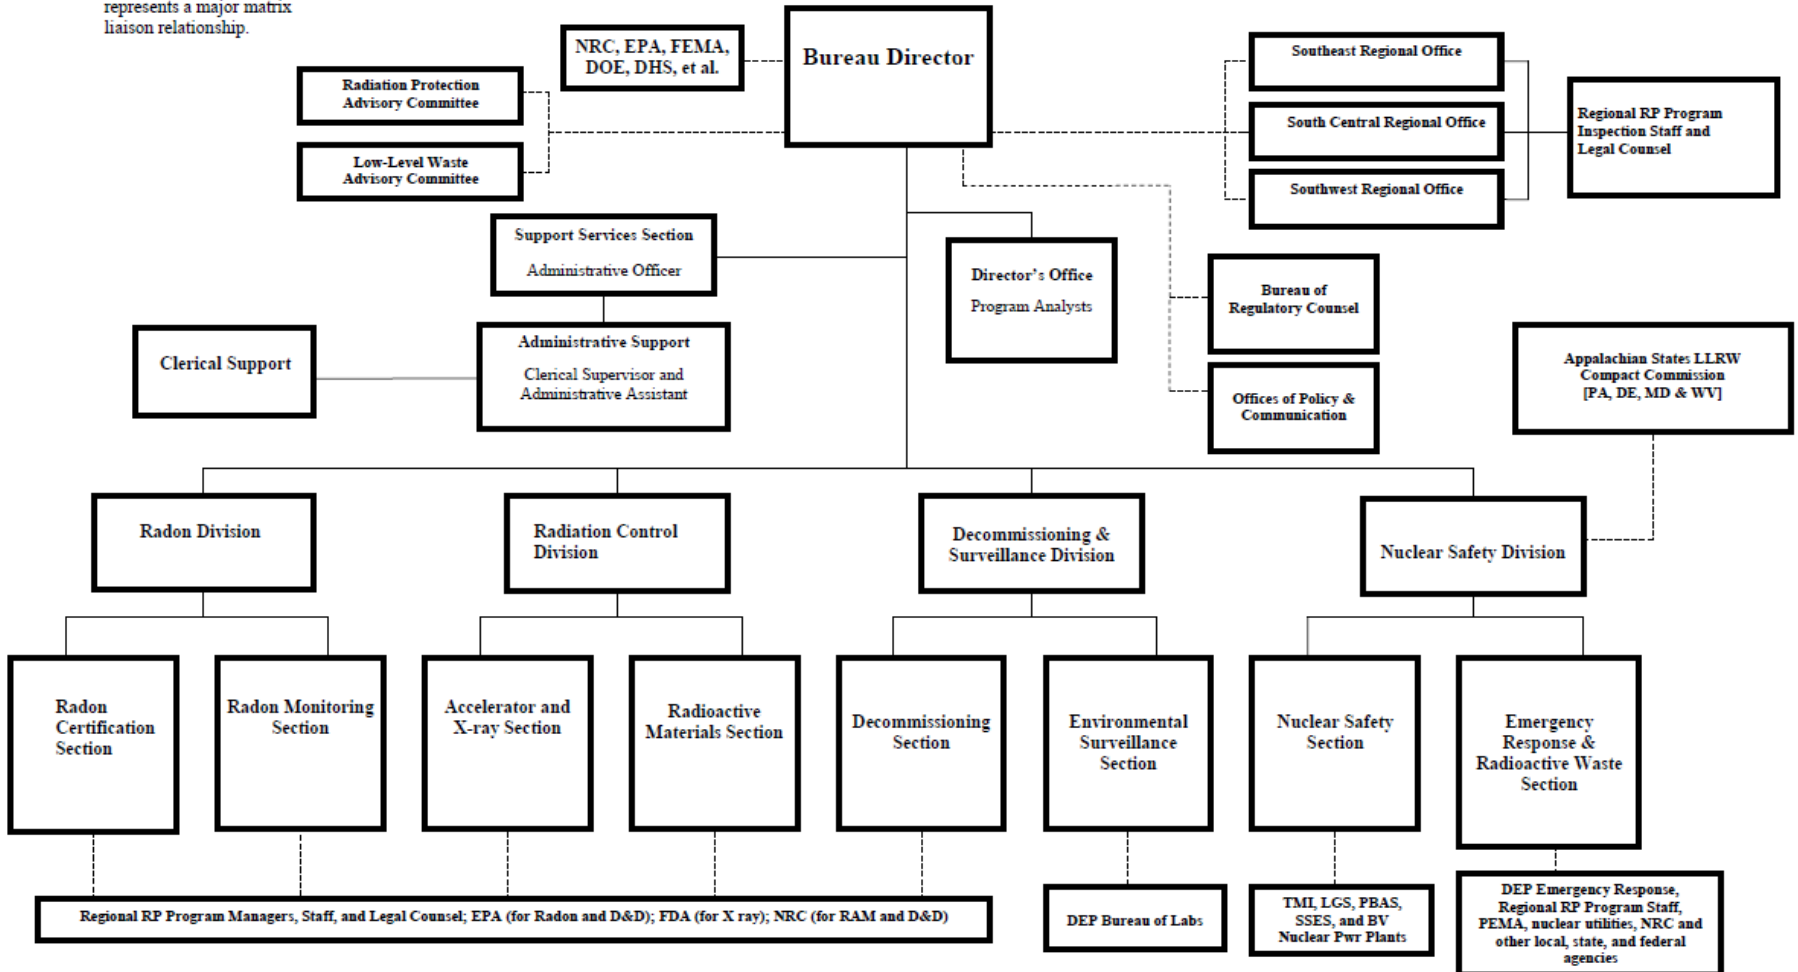 represents a major matrix
liaison relationship.
NRC, EPA, FEMA,
DOE, DHS, et al.
Bureau Director
Radiation Protection
Advisory Committee
Low-Level Waste
Advisory Committee
Southeast Regional Office
South Central Regional Office
Southwest Regional Office
Regional RP Program
Inspection Staff and
Legal Counsel
Support Services Section
Administrative Officer
Director’s Office
Program Analysts
Bureau of
Regulatory Counsel
Offices of Policy &
Communication
Clerical Support
Administrative Support
Clerical Supervisor and
Administrative Assistant
Appalachian States LLRW
Compact Commission
[PA, DE, MD & WV]
Radon Division
Radiation Control
Division
Decommissioning &
Surveillance Division
Nuclear Safety Division
Radon
Certification
Section
Radon Monitoring
Section
Accelerator and
X-ray Section
Radioactive
Materials Section
Decommissioning
Section
Environmental
Surveillance
Section
Nuclear Safety
Section
Emergency
Response &
Radioactive Waste
Section
Regional RP Program Managers, Staff, and Legal Counsel; EPA (for Radon and D&D); FDA (for X ray); NRC (for RAM and D&D)
DEP Bureau of Labs
TMI, LGS, PBAS,
SSES, and BV
Nuclear Pwr Plants
DEP Emergency Response,
Regional RP Program Staff,
PEMA, nuclear utilities, NRC and
other local, state, and federal
agencies